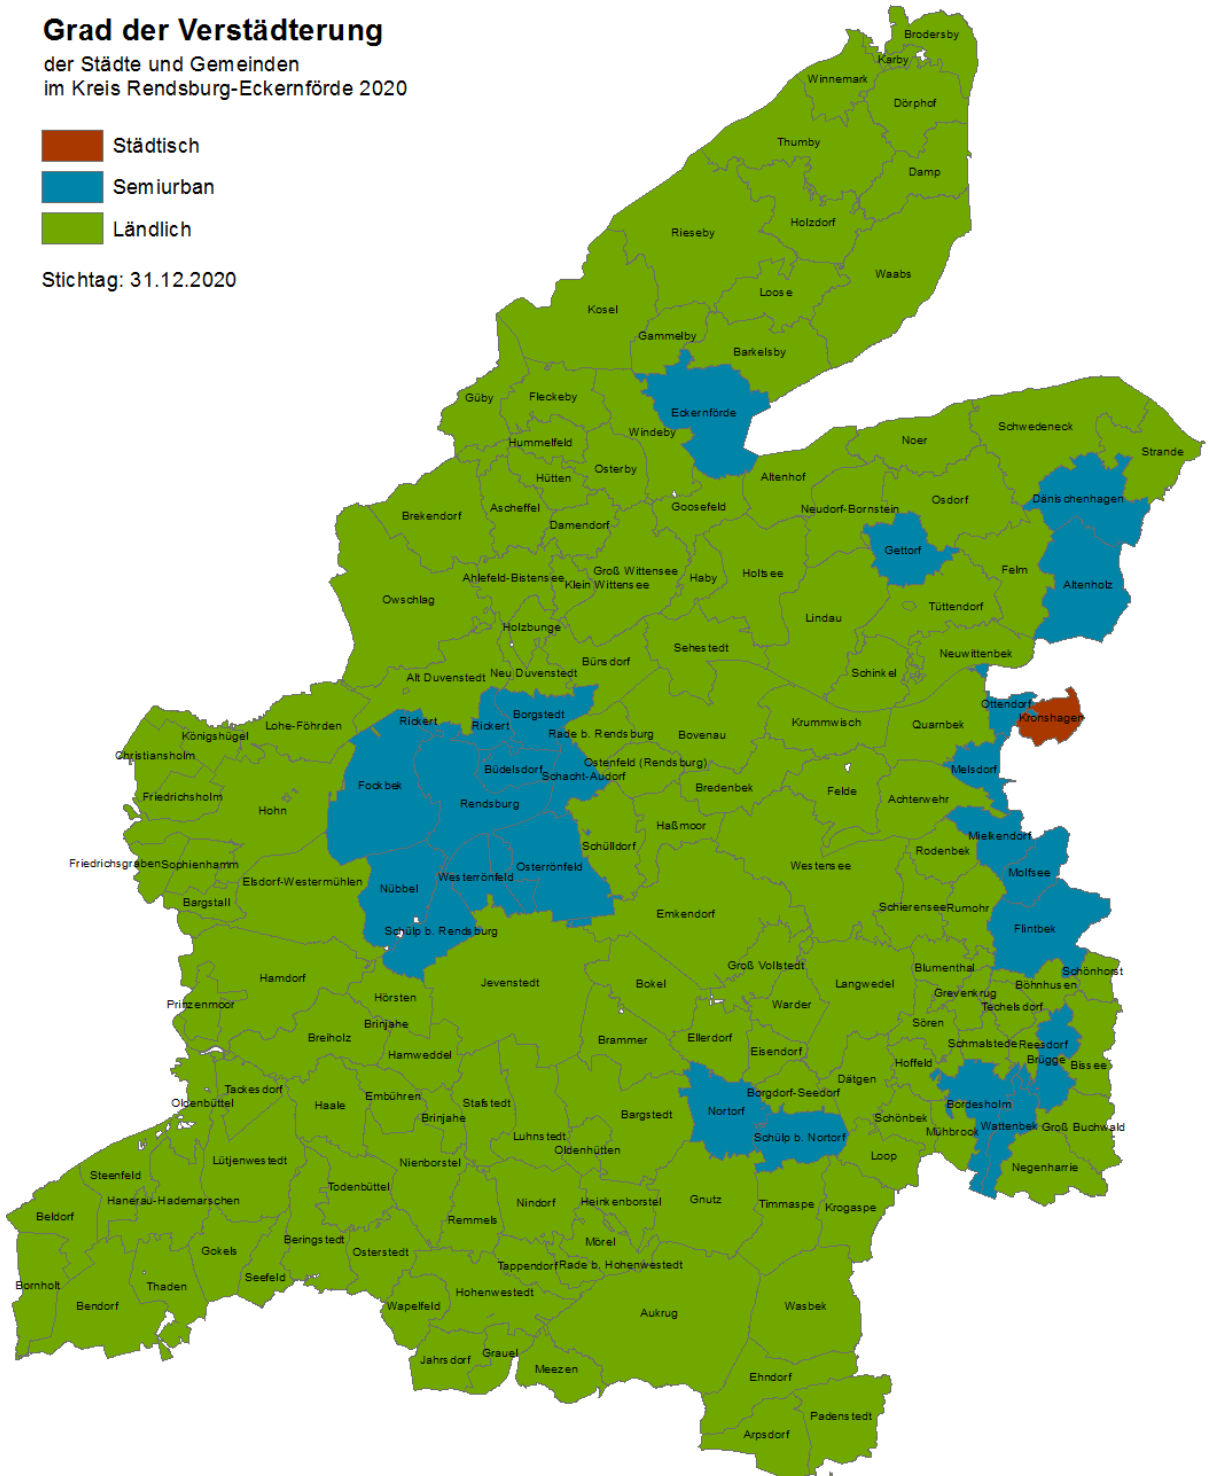 Grad der Verstädterung
der Städte und Gemeinden
im Kreis Rendsburg-Eckernförde 2020
Städtisch
Semiurban
Ländlich
Stichtag: 31.12.2020
Brodersby
Karby
Winnemark
Dörphof
Thumby
Damp
Holzdorf
Rieseby
Waabs
Loose
Kosel
Gammelby
Barkelsby
Güby
Fleckeby
Eckernförde
Schwedeneck
Windeby
Noer
Hummelfeld
Strande
Osterby
Hütten
Altenhof
Dänischenhagen
Osdorf
Ascheffel
Goosefeld
Neudorf-Bornstein
Brekendorf
Damendorf
Gettorf
Felm
Groß Wittensee
Holtsee
Ahlefeld-Bistensee
Haby
Klein Wittensee
Altenholz
Owschlag
Tüttendorf
Lindau
Holzbunge
Sehestedt
Neuwittenbek
Bünsdorf
Schinkel
Neu Duvenstedt
Alt Duvenstedt
Ottendorf
Borgstedt
Kronshagen
Rickert
Krummwisch
Quarnbek
Lohe-Föhrden
Rickert
Rade b. Rendsburg
Bovenau
Königshügel
Christiansholm
Ostenfeld (Rendsburg)
Büdelsdorf
Melsdorf
Schacht-Audorf
Fockbek
Bredenbek
Felde
Friedrichsholm
Achterwehr
Rendsburg
Hohn
Haßmoor
Mielkendorf
Schülldorf
Rodenbek
Friedrichsgraben
Sophienhamm
Westensee
Osterrönfeld
Molfsee
Westerrönfeld
Elsdorf-Westermühlen
Nübbel
Bargstall
Schierensee
Rumohr
Emkendorf
Flintbek
Schülp b. Rendsburg
Groß Vollstedt
Blumenthal
Schönhorst
Hamdorf
Jevenstedt
Bokel
Langwedel
Böhnhusen
Grevenkrug
Hörsten
Prinzenmoor
Warder
Techelsdorf
Brinjahe
Sören
Breiholz
Brammer
Ellerdorf
Schmalstede
Reesdorf
Eisendorf
Hamweddel
Brügge
Hoffeld
Bissee
Dätgen
Tackesdorf
Borgdorf-Seedorf
Embühren
Oldenbüttel
Stafstedt
Bordesholm
Haale
Nortorf
Bargstedt
Brinjahe
Schönbek
Wattenbek
Groß Buchwald
Mühbrook
Luhnstedt
Schülp b. Nortorf
Oldenhütten
Loop
Lütjenwestedt
Nienborstel
Negenharrie
Steenfeld
Todenbüttel
Hanerau-Hademarschen
Gnutz
Nindorf
Heinkenborstel
Timmaspe
Krogaspe
Beldorf
Remmels
Beringstedt
Mörel
Gokels
Osterstedt
Tappendorf
Rade b. Hohenwestedt
Seefeld
Bornholt
Thaden
Hohenwestedt
Bendorf
Wapelfeld
Wasbek
Aukrug
Grauel
Jahrsdorf
Meezen
Ehndorf
Padenstedt
Arpsdorf